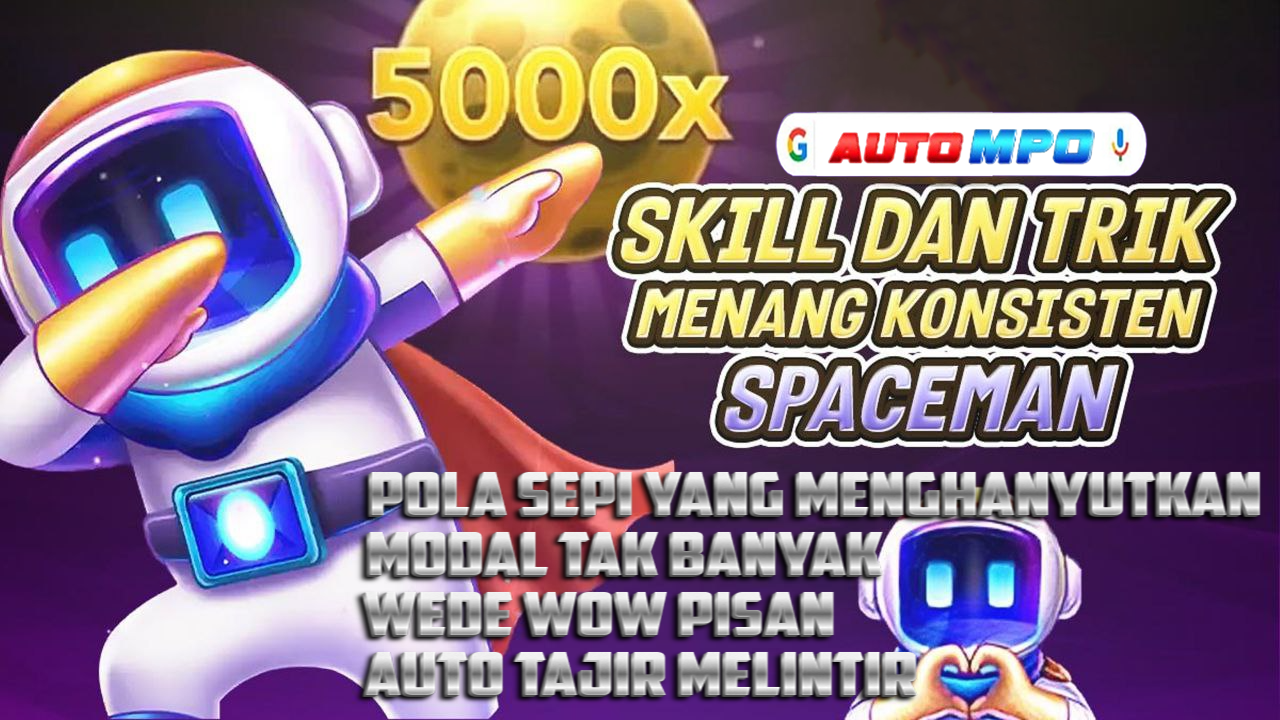 5000x
G AUTO MPO
SKILL DAN TRIK
MENANG KONSISTEN
SPACEMAN
POLA SEPI YANG MENGHANYUTKAN
MODAL TAK BANYAK
WEDE WOW PISAN
AUTO TAJIR MELINTIR